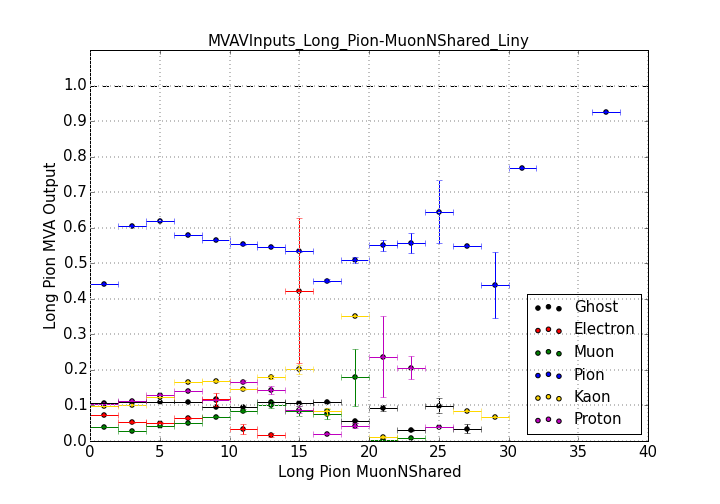 MVAVInputs_Long_Pion-MuonNShared_Liny
Long Pion MVA Output
1.0
0.9
0.8
0.7
0.6
0.5
0.4
0.3
0.2
0.1
0.0
Ghost
Electron
Muon
Pion
Kaon
Proton
0 5 10 15 20 25 30 35 40
Long Pion MuonNShared